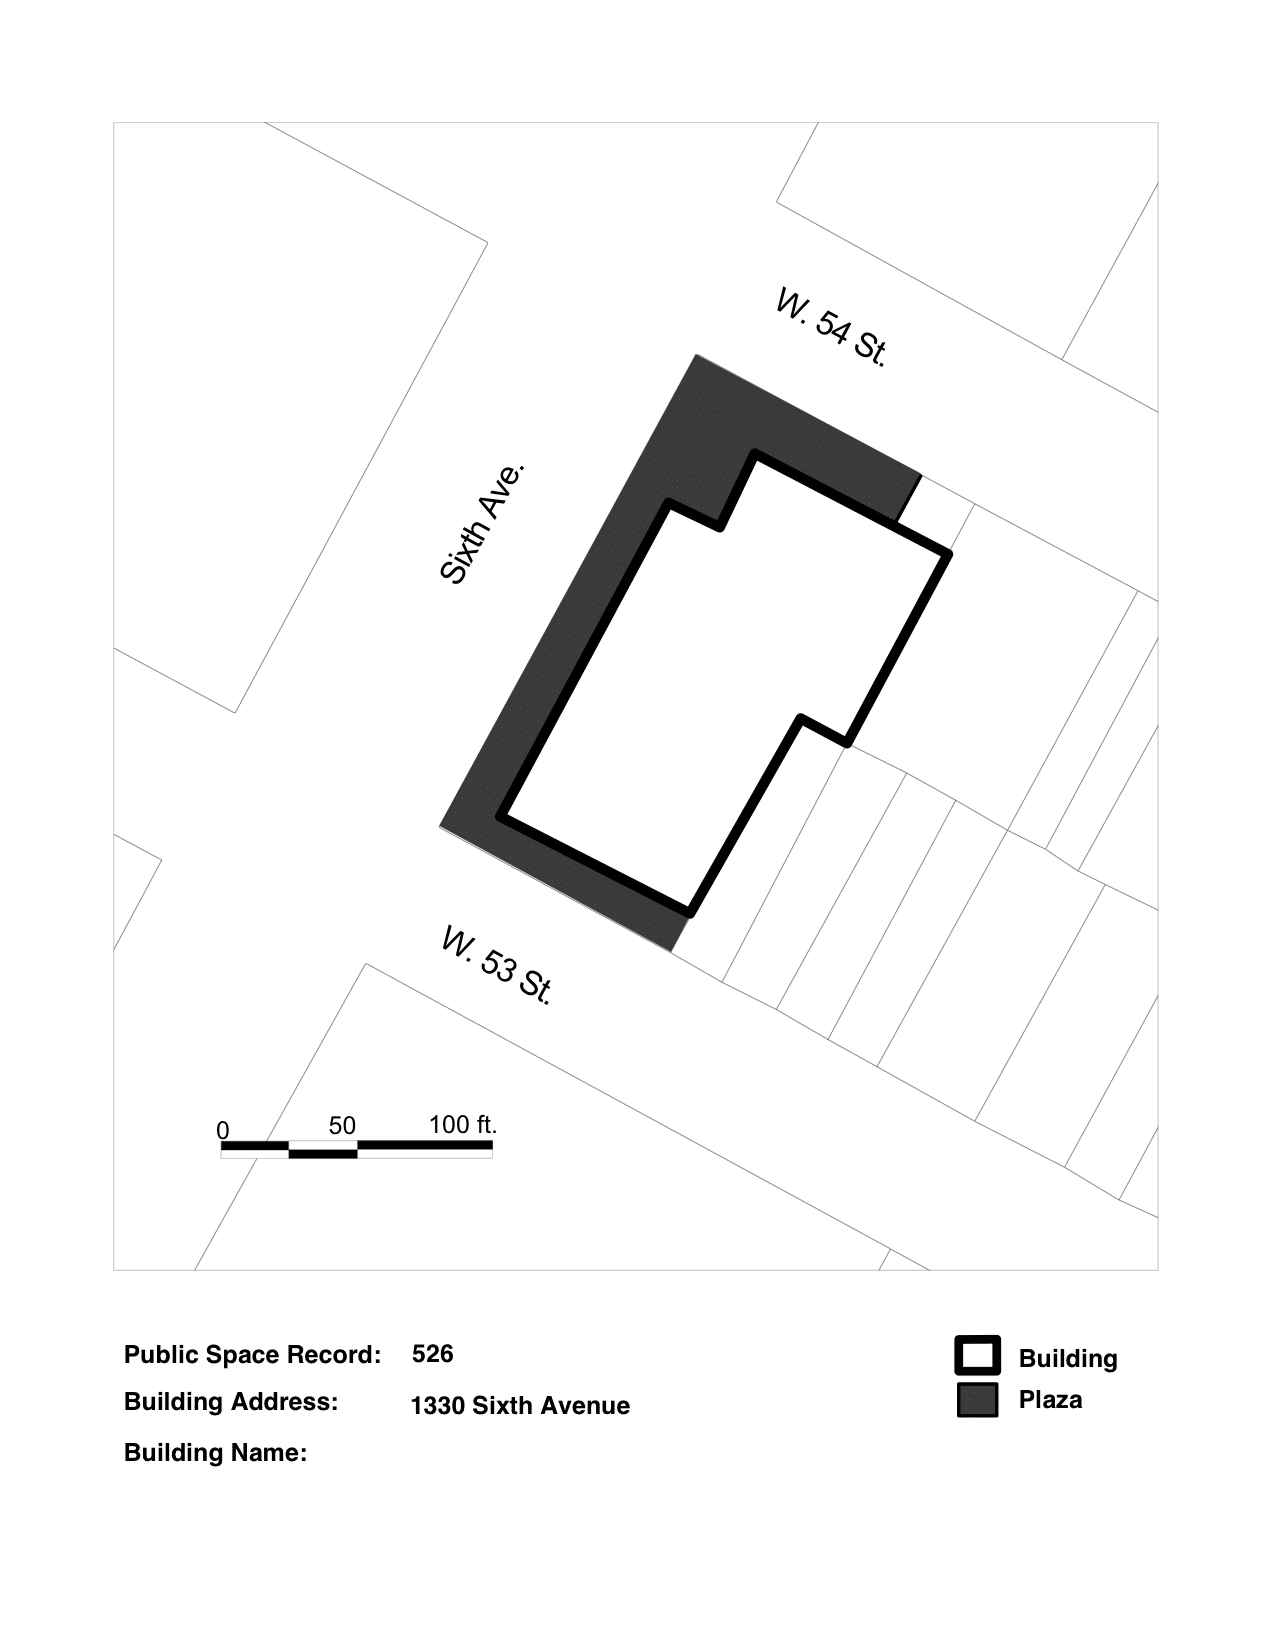 W. 54 St.
Sixth Ave.
W. 53 St.
0 50 100 ft.
Public Space Record: 526
Building Address: 1330 Sixth Avenue
Building Name:
Building
Plaza